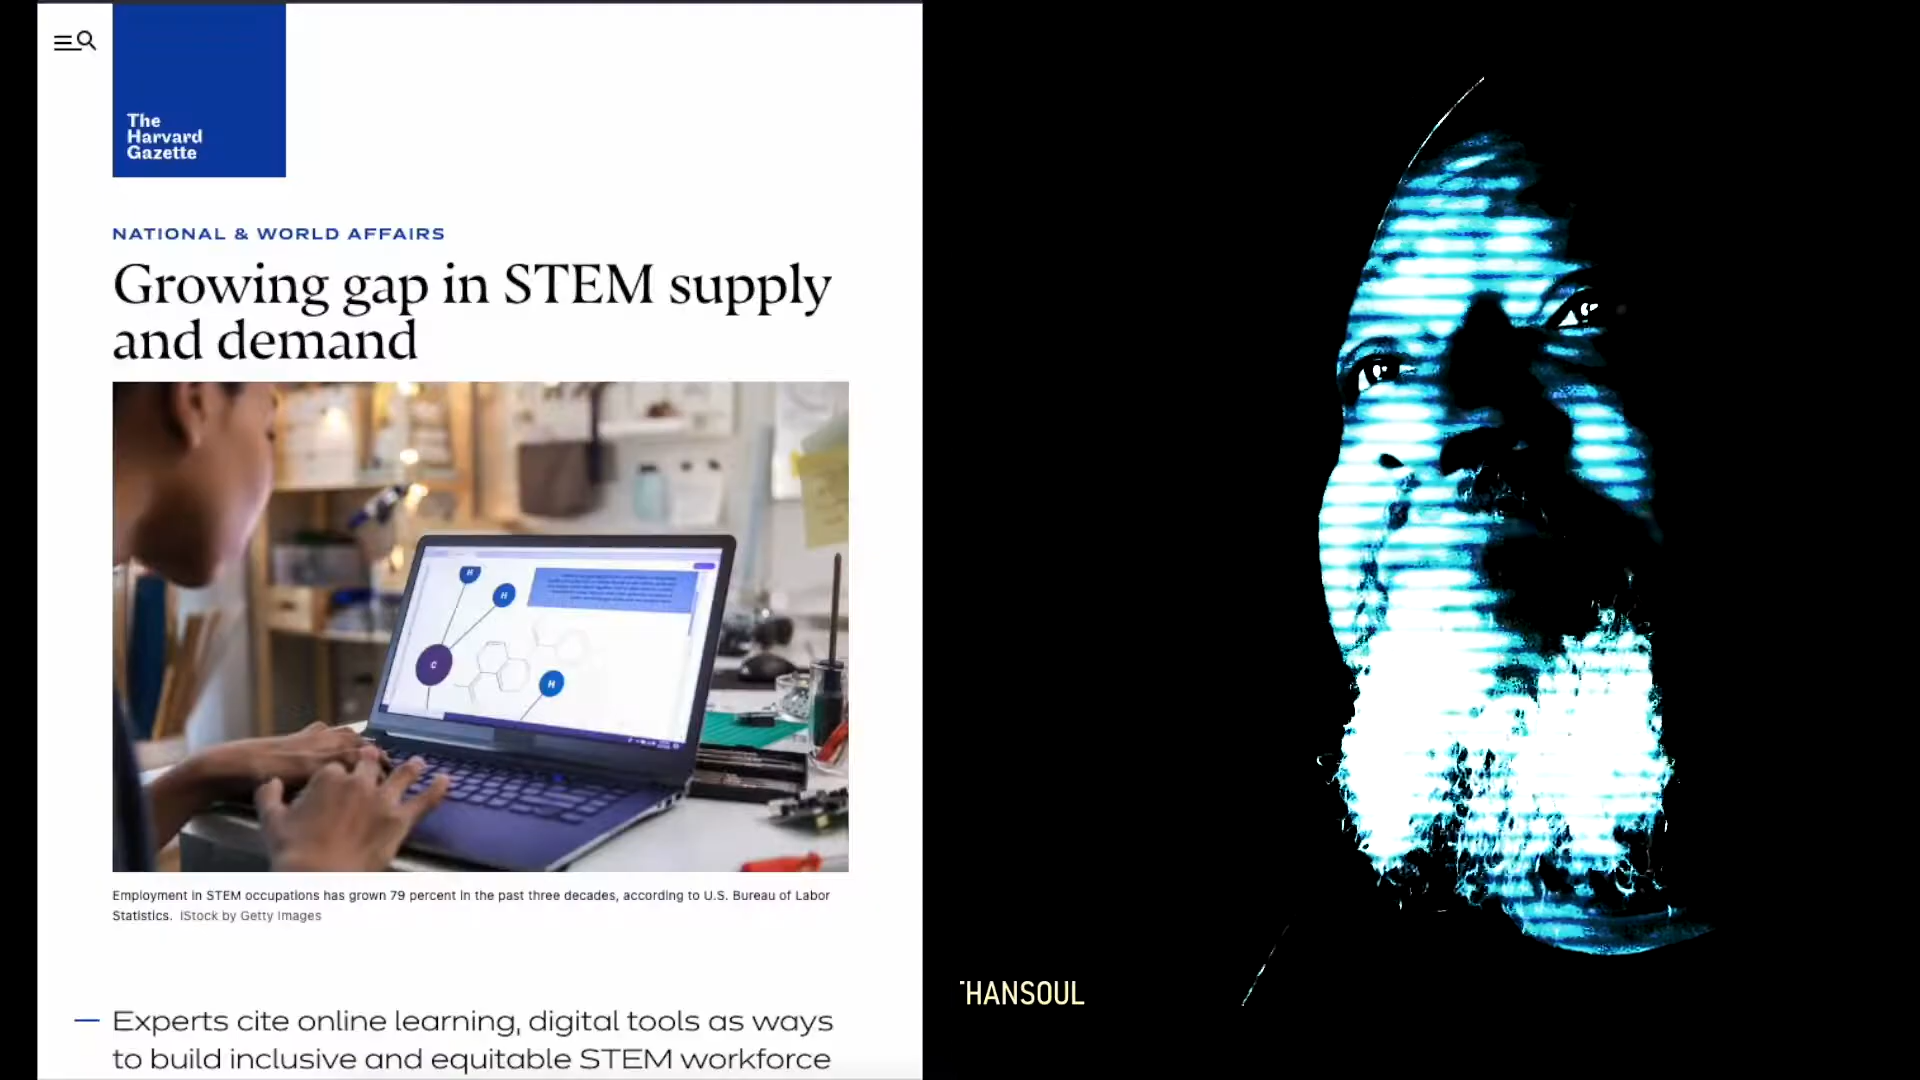 The
Harvard
Gazette
NATIONAL & WORLD AFFAIRS
Growing gap in STEM supply
and demand
H
H
C
H
Employment in STEM occupations has grown 79 percent in the past three decades, according to U.S. Bureau of Labor
Statistics. IStock by Getty Images
— Experts cite online learning, digital tools as ways
to build inclusive and equitable STEM workforce
HANSOUL